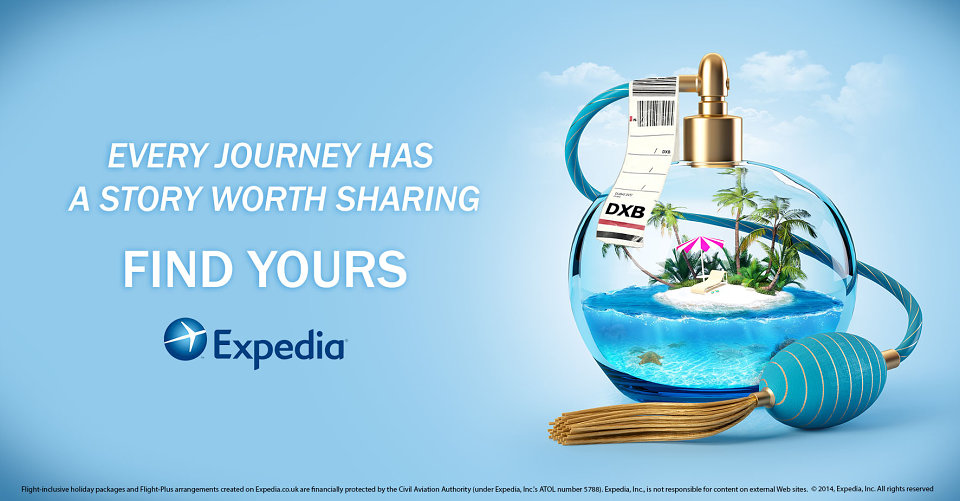 EVERY JOURNEY HAS
A STORY WORTH SHARING
FIND YOURS
Expedia
/ DXB
/
/
DXB
Flight-inclusive holiday packages and Flight-Plus arrangements created on Expedia.co.uk are financially protected by the Civil Aviation Authority (under Expedia, Inc.'s ATOL number 5788). Expedia, Inc., is not responsible for content on external Web sites. © 2014, Expedia, Inc. All rights reserved